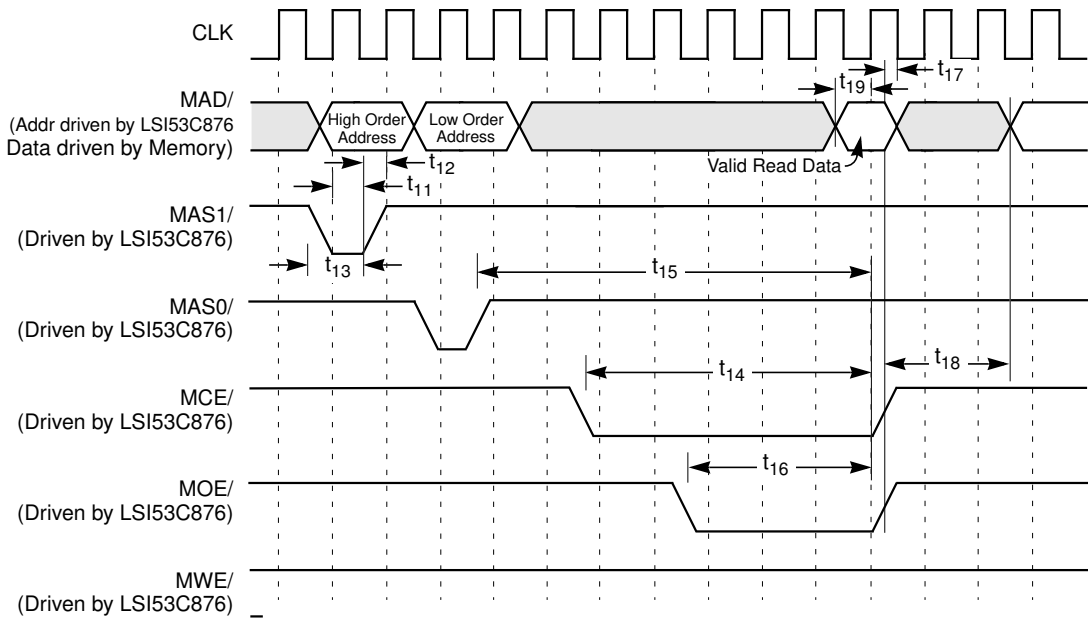 CLK
t17
t19
MAD/
(Addr driven by LSI53C876
Data driven by Memory)
High Order
Address
Low Order
Address
Valid Read Data
t12
t11
MAS1/
(Driven by LSI53C876)
t13
t15
MAS0/
(Driven by LSI53C876)
t14
t18
MCE/
(Driven by LSI53C876)
t16
MOE/
(Driven by LSI53C876)
MWE/
(Driven by LSI53C876)